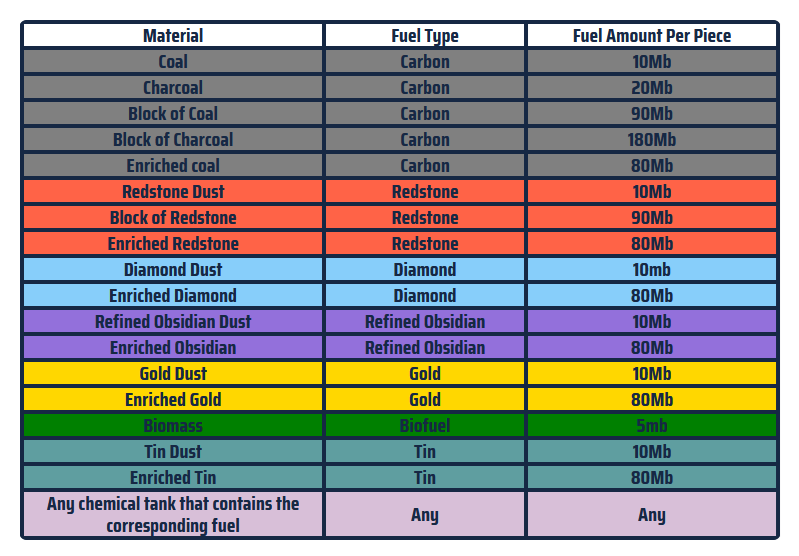 Material Fuel Type Fuel Amount Per Piece
Coal Carbon 10Mb
Charcoal Carbon 20Mb
Block of Coal Carbon 90Mb
Block of Charcoal Carbon 180Mb
Enriched coal Carbon 80Mb
Redstone Dust Redstone 10Mb
Block of Redstone Redstone 90Mb
Enriched Redstone Redstone 80Mb
Diamond Dust Diamond 10mb
Enriched Diamond Diamond 80Mb
Refined Obsidian Dust Refined Obsidian 10Mb
Enriched Obsidian Refined Obsidian 80Mb
Gold Dust Gold 10Mb
Enriched Gold Gold 80Mb
Biomass Biofuel 5mb
Tin Dust Tin 10Mb
Enriched Tin Tin 80Mb
Any chemical tank that contains the
corresponding fuel Any Any